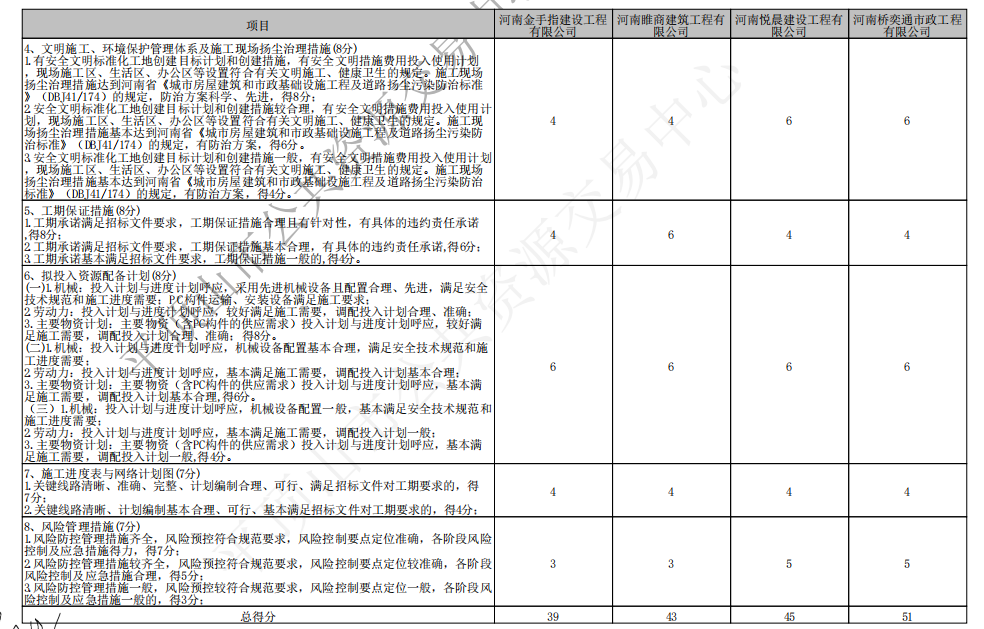 项目
河南金手指建设工程有限公司
河南睢商建筑工程有限公司
河南悦晨建设工程有限公司
河南桥奕通市政工程有限公司
4、文明施工、环境保护管理体系及施工现场扬尘治理措施(8分)
1.有安全文明标准化工地创建目标计划和创建措施，有安全文明措施费用投入使用计划
，现场施工区、生活区、办公区等设置符合有关文明施工、健康卫生的规定。施工现场
扬尘治理措施达到河南省《城市房屋建筑和市政基础设施工程及道路扬尘污染防治标准
》（DBJ41/174）的规定，防治方案科学、先进，得8分；
2.安全文明标准化工地创建目标计划和创建措施较合理，有安全文明措施费用投入使用计
划，现场施工区、生活区、办公区等设置符合有关文明施工、健康卫生的规定。施工现
场扬尘治理措施基本达到河南省《城市房屋建筑和市政基础设施工程及道路扬尘污染防
治标准》（DBJ41/174）的规定，有防治方案，得6分。
3.安全文明标准化工地创建目标计划和创建措施一般，有安全文明措施费用投入使用计划
，现场施工区、生活区、办公区等设置符合有关文明施工、健康卫生的规定。施工现场
扬尘治理措施基本达到河南省《城市房屋建筑和市政基础设施工程及道路扬尘污染防治
标准》（DBJ41/174）的规定，有防治方案，得4分。
4 4 6 6
5、工期保证措施(8分)
1.工期承诺满足招标文件要求，工期保证措施合理且有针对性，有具体的违约责任承诺
,得8分；
2.工期承诺满足招标文件要求，工期保证措施基本合理，有具体的违约责任承诺,得6分；
3.工期承诺基本满足招标文件要求，工期保证措施一般的,得4分。
4 6 4 4
6、拟投入资源配备计划(8分)
(一)1.机械：投入计划与进度计划呼应，采用先进机械设备且配置合理、先进，满足安全
技术规范和施工进度需要；PC构件运输、安装设备满足施工要求；
2.劳动力：投入计划与进度计划呼应，较好满足施工需要，调配投入计划合理、准确；
3.主要物资计划：主要物资（含PC构件的供应需求）投入计划与进度计划呼应，较好满
足施工需要，调配投入计划合理、准确；得8分。
(二)1.机械：投入计划与进度计划呼应，机械设备配置基本合理，满足安全技术规范和施
工进度需要；
2.劳动力：投入计划与进度计划呼应，基本满足施工需要，调配投入计划基本合理；
3.主要物资计划：主要物资（含PC构件的供应需求）投入计划与进度计划呼应，基本满
足施工需要，调配投入计划基本合理,得6分。
（三）1.机械：投入计划与进度计划呼应，机械设备配置一般，基本满足安全技术规范和
施工进度需要；
2.劳动力：投入计划与进度计划呼应，基本满足施工需要，调配投入计划一般；
3.主要物资计划：主要物资（含PC构件的供应需求）投入计划与进度计划呼应，基本满
足施工需要，调配投入计划一般,得4分。
6 6 6 6
7、施工进度表与网络计划图(7分)
1.关键线路清晰、准确、完整、计划编制合理、可行、满足招标文件对工期要求的，得
7分；
2.关键线路清晰、计划编制基本合理、可行、基本满足招标文件对工期要求的，得4分；
4 4 4 4
8、风险管理措施(7分)
1.风险防控管理措施齐全，风险预控符合规范要求，风险控制要点定位准确，各阶段风险
控制及应急措施得力，得7分；
2.风险防控管理措施较齐全，风险预控符合规范要求，风险控制要点定位较准确，各阶段
风险控制及应急措施合理，得5分；
3.风险防控管理措施一般，风险预控较符合规范要求，风险控制要点定位一般，各阶段风
险控制及应急措施一般的，得3分；
3 3 5 5
总得分 39 43 45 51